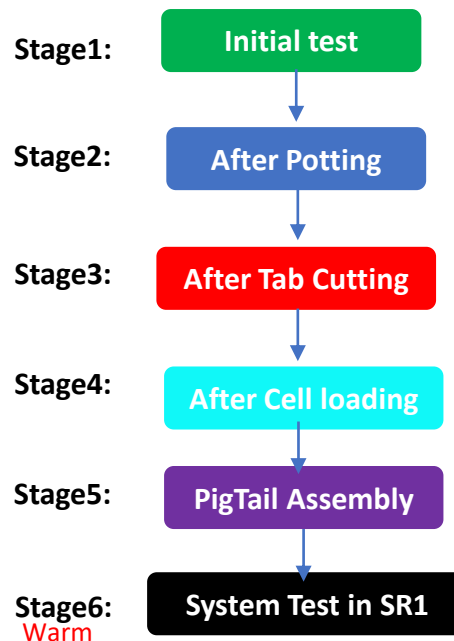 Stage1: Initial test
Stage2: After Potting
Stage3: After Tab Cutting
Stage4: After Cell loading
Stage5: PigTail Assembly
Stage6: System Test in SR1
Warm